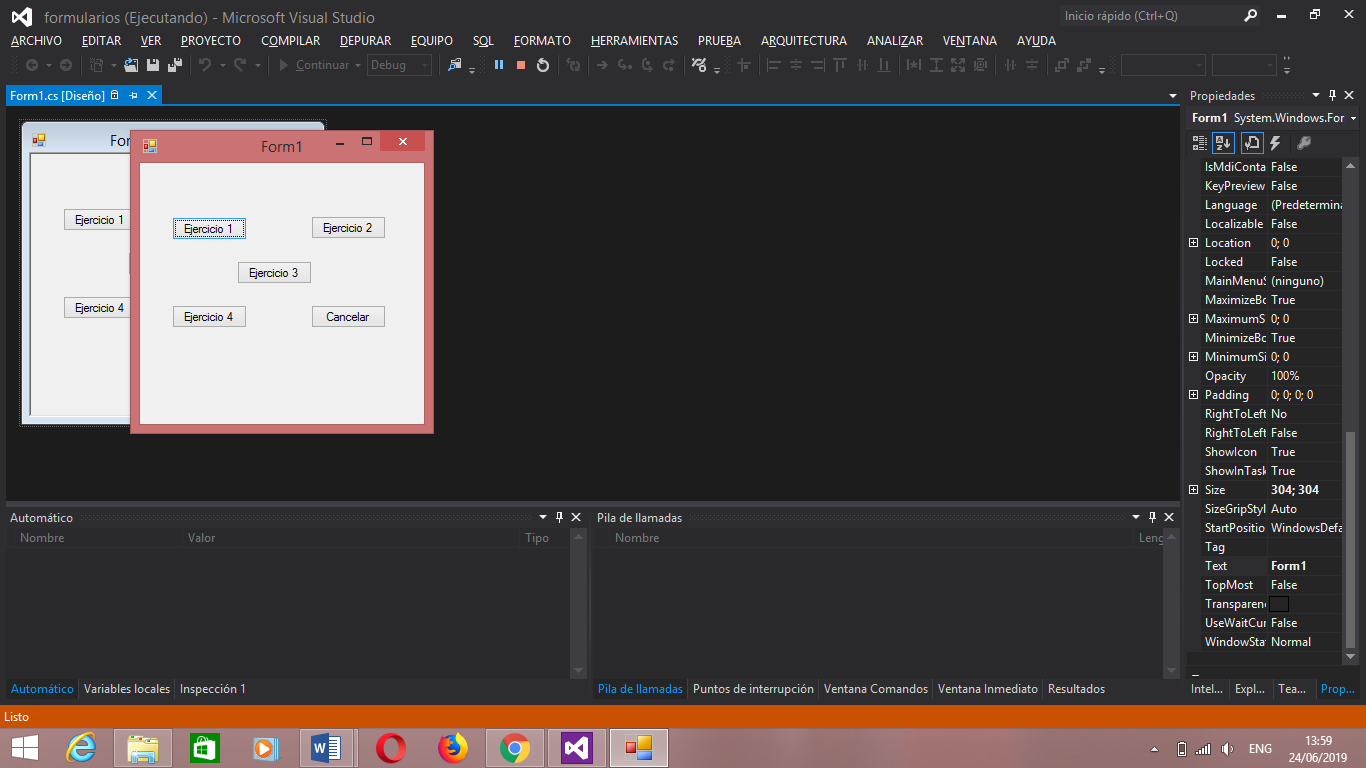 formularios (Ejecutando) - Microsoft Visual Studio
Inicio rápido (Ctrl+Q)
ARCHIVO EDITAR VER PROYECTO COMPILAR DEPURAR EQUIPO SQL FORMATO HERRAMIENTAS PRUEBA ARQUITECTURA ANALIZAR VENTANA AYUDA
Continuar Debug
Form1.cs [Diseño]
For
Ejercicio 1
Ejercicio 4
Form1
Ejercicio 1 Ejercicio 2
Ejercicio 3
Ejercicio 4 Cancelar
Propiedades
Form1 System.Windows.For
IsMdiConta False
KeyPreview False
Language (Predetermina
Localizable False
Location 0; 0
Locked False
MainMenuS (ninguno)
MaximizeBo True
MaximumS 0; 0
MinimizeBo True
MinimumSi 0; 0
Opacity 100%
Padding 0; 0; 0; 0
RightToLeft No
RightToLeft False
ShowIcon True
ShowInTask True
Size 304; 304
SizeGripStyl Auto
StartPositio WindowsDefa
Tag
Text Form1
TopMost False
Transparen
UseWaitCur False
WindowStat Normal
Automático
Nombre Valor Tipo
Pila de llamadas
Nombre Leng
Automático Variables locales Inspección 1
Pila de llamadas Puntos de interrupción Ventana Comandos Ventana Inmediato Resultados
Intel... Expl... Tea... Prop...
Listo
ENG
13:59
24/06/2019